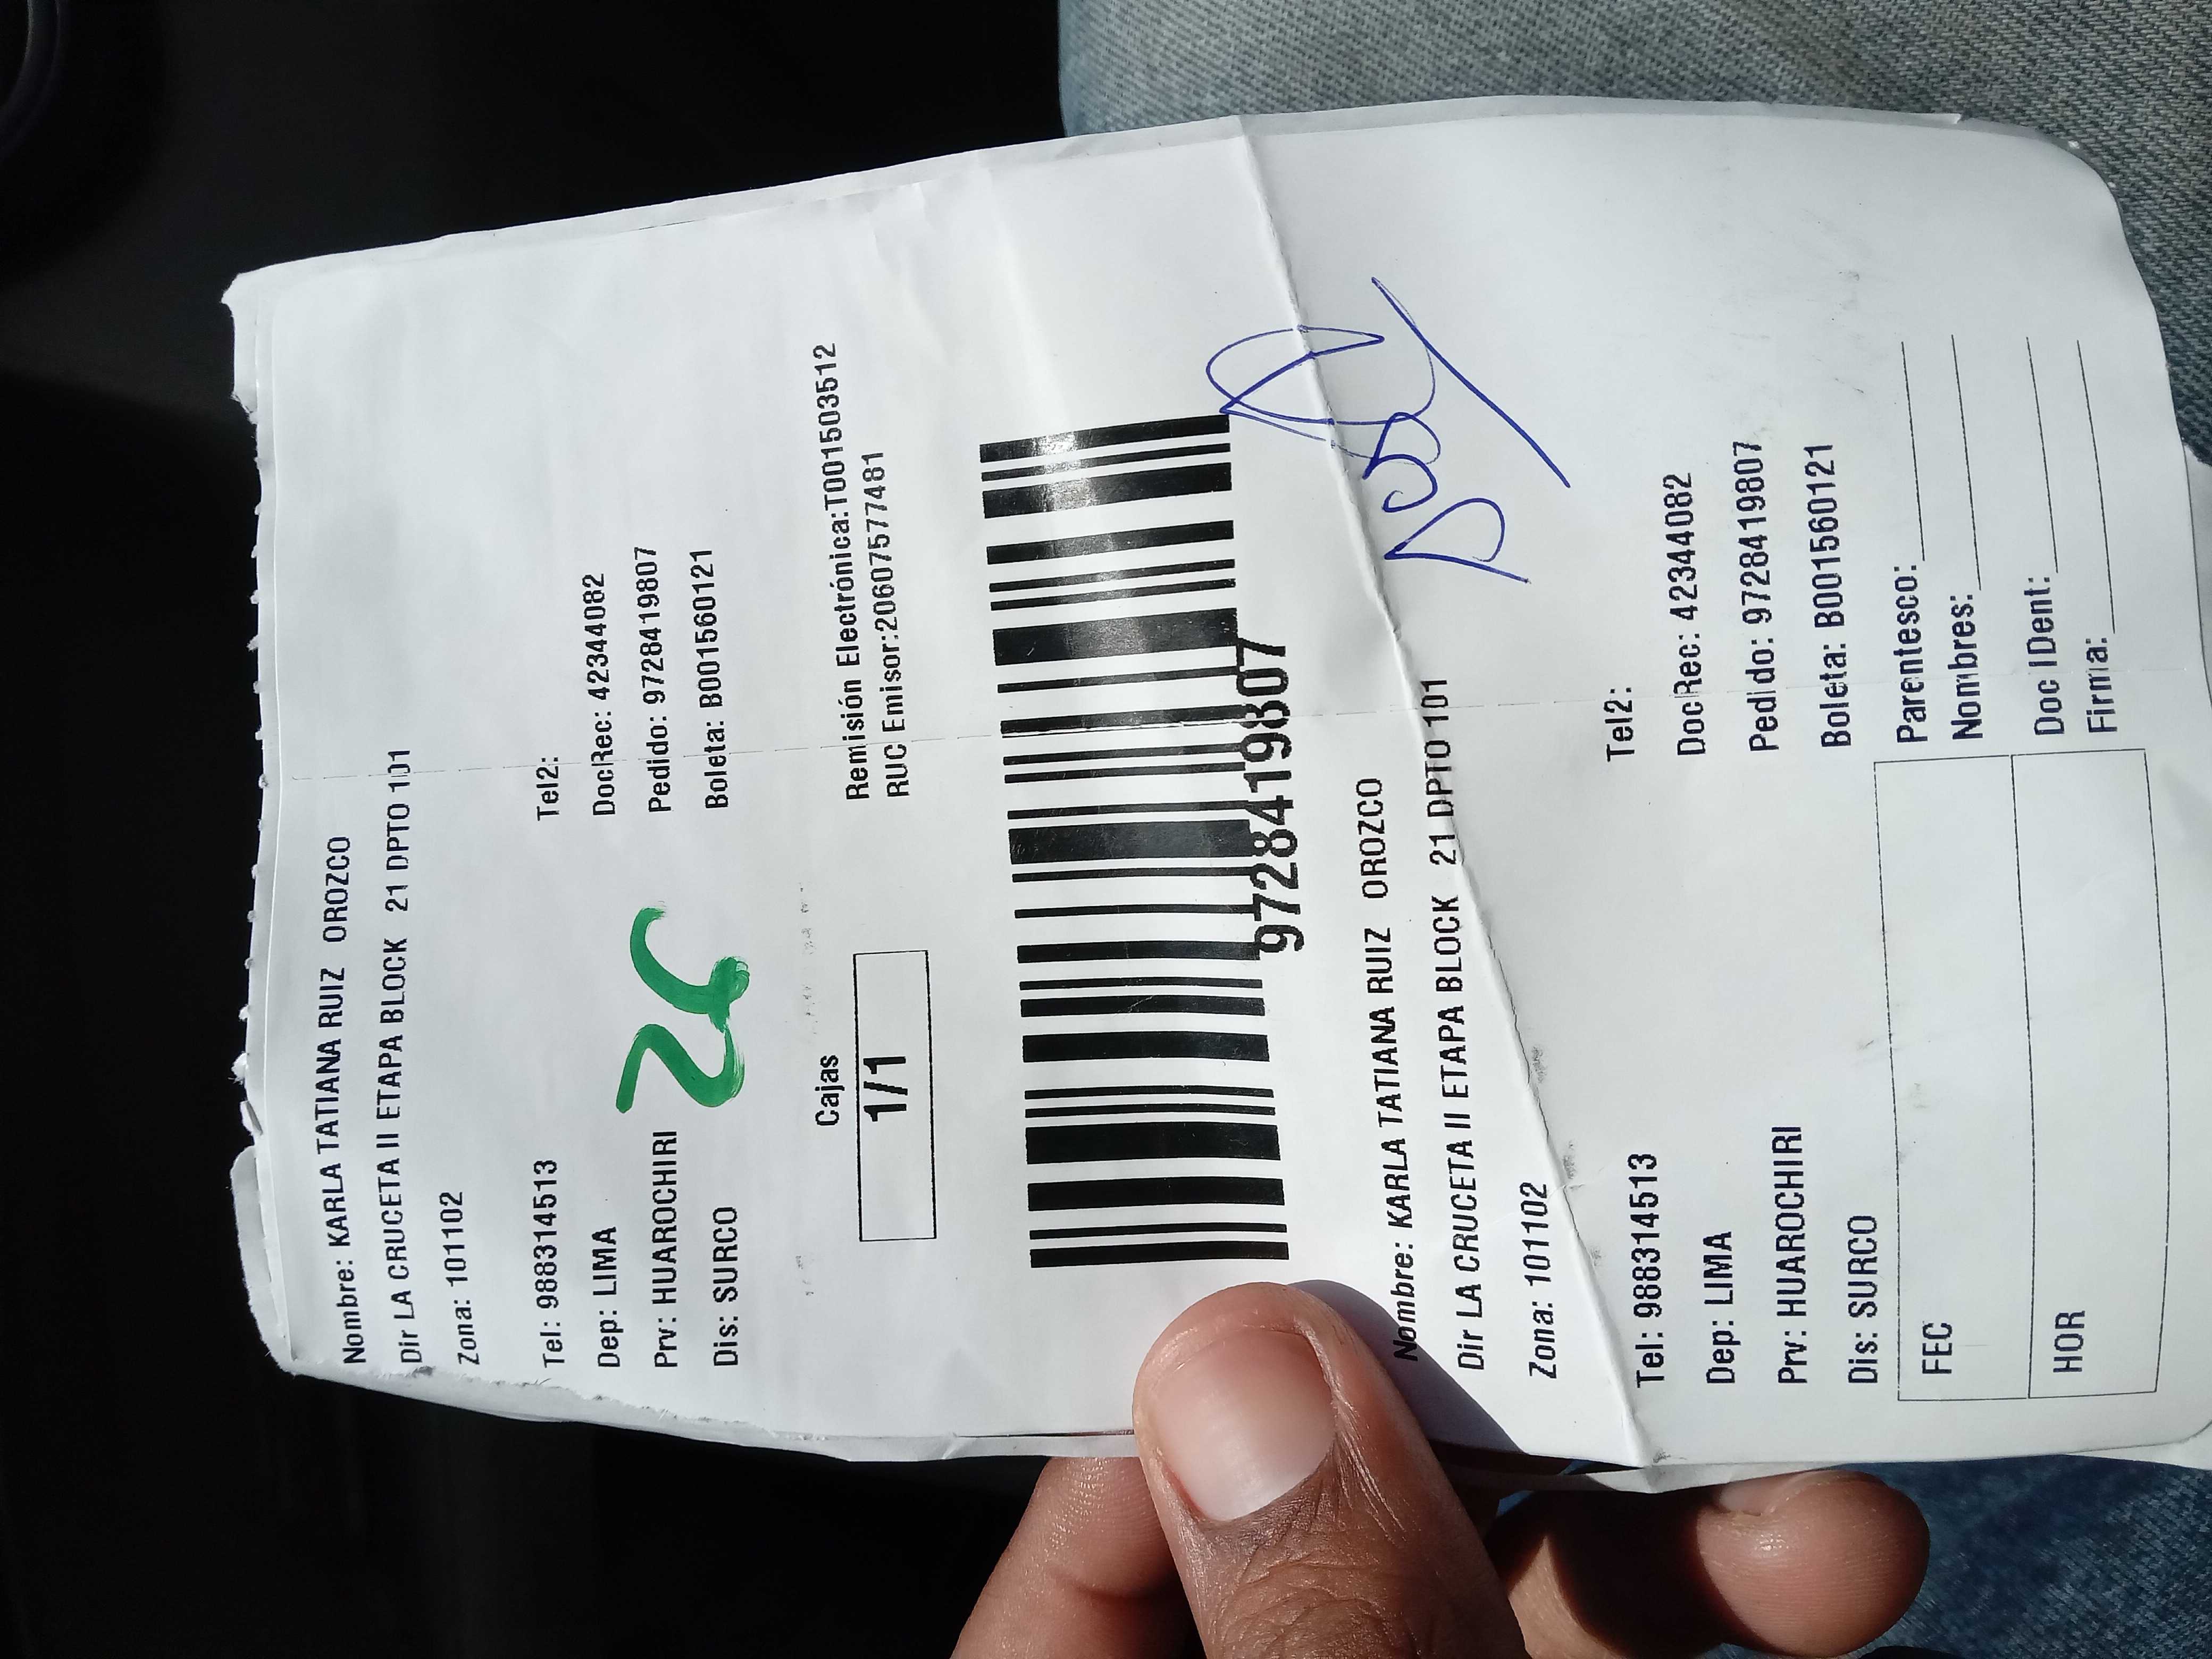 Nombre: KARLA TATIANA RUIZ OROZCO
Dir LA CRUCETA II ETAPA BLOCK 21 DPTO 101
Zona: 101102
Tel: 988314513 Tel2:
Dep: LIMA DocRec: 42344082
Prv: HUAROCHIRI Pedido: 9728419807
Dis: SURCO Boleta: B001560121
Cajas
1/1
Remisión Electrónica:T001503512
RUC Emisor:20607577481
9728419807
Nombre: KARLA TATIANA RUIZ OROZCO
Dir LA CRUCETA II ETAPA BLOCK 21 DPTO 101
Zona: 101102
Tel: 988314513 Tel2:
Dep: LIMA DocRec: 42344082
Prv: HUAROCHIRI Pedido: 9728419807
Dis: SURCO Boleta: B001560121
FEC Parentesco:
Nombres:
HOR Doc IDent:
Firma: